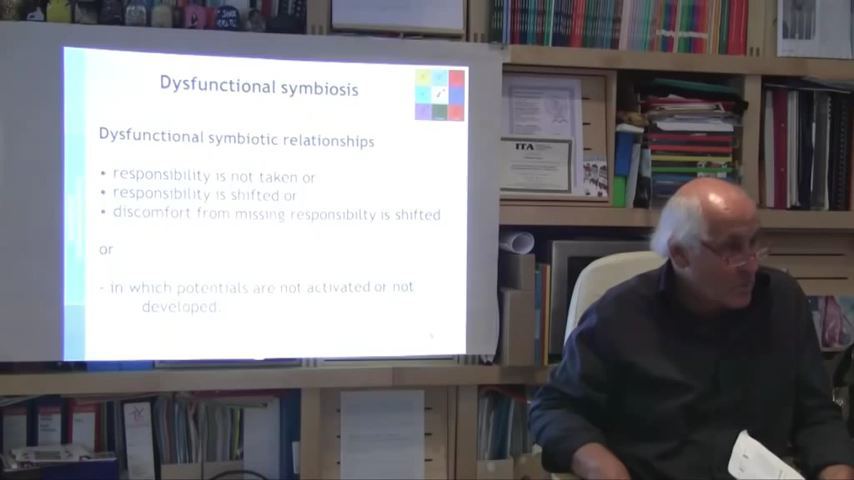 Dysfunctional symbiosis
Dysfunctional symbiotic relationships
• responsibility is not taken or
• responsibility is shifted or
• discomfort from missing responsibilty is shifted
or
- in which potentials are not activated or not
developed.
ITA